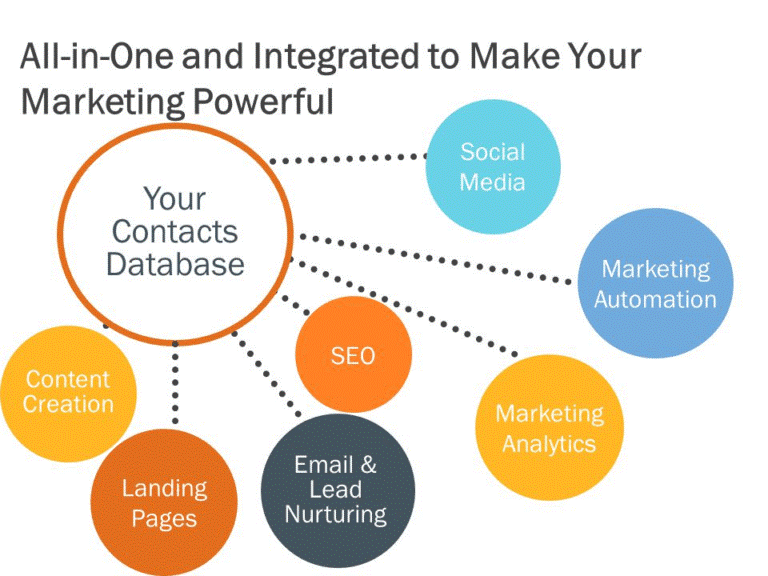 All-in-One and Integrated to Make Your
Marketing Powerful
Your
Contacts
Database
Social
Media
Marketing
Automation
SEO
Content
Creation
Marketing
Analytics
Landing
Pages
Email &
Lead
Nurturing